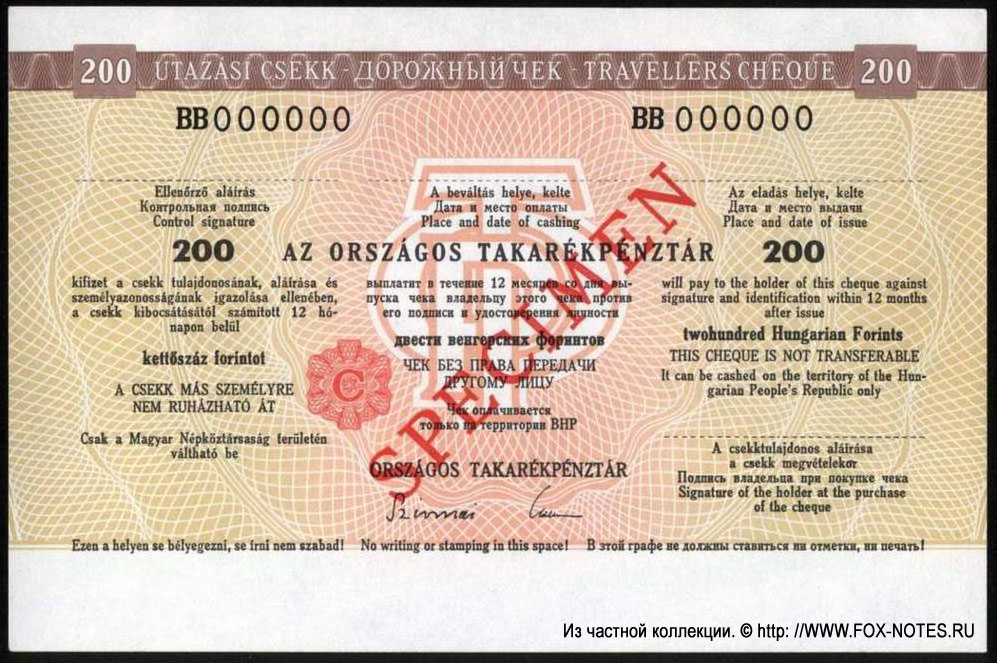 200 UTAZÁSI CSEKK - ДОРОЖНЫЙ ЧЕК - TRAVELLERS CHEQUE 200
BB000000
BB 000000
Ellenőrző aláírás
Контрольная подпись
Control signature
A beváltás helye, kelte
Дата и место оплаты
Place and date of cashing
Az eladás helye, kelte
Дата и место выдачи
Place and date of issue
200 AZ ORSZÁGOS TAKARÉKPÉNZTÁR 200
kifizet a csekk tulajdonosának, aláírása és
személyazonosságának igazolása ellenében,
a csekk kibocsátásától számított 12 hó-
napon belül
kettőszáz forintot
A CSEKK MÁS SZEMÉLYRE
NEM RUHÁZHATÓ ÁT
Csak a Magyar Népköztársaság területén
váltható be
выплатит в течение 12 месяцев со дня вы-
пуска чека владельцу этого чека против
его подписи и удостоверения личности
двести венгерских форинтов
ЧЕК БЕЗ ПРАВА ПЕРЕДАЧИ
ДРУГОМУ ЛИЦУ
Чек оплачивается
только на территории ВНР
will pay to the holder of this cheque against
signature and identification within 12 months
after issue
twohundred Hungarian Forints
THIS CHEQUE IS NOT TRANSFERABLE
It can be cashed on the territory of the Hun-
garian People's Republic only
C
SPECIMEN
ORSZÁGOS TAKARÉKPÉNZTÁR
A csekktulajdonos aláírása
a csekk megvételekor
Подпись владельца при покупке чека
Signature of the holder at the purchase
of the cheque
Ezen a helyen se bélyegezni, se írni nem szabad! No writing or stamping in this space! В этой графе не должны ставиться ни отметки, ни печать!
Из частной коллекции. © http: //WWW.FOX-NOTES.RU